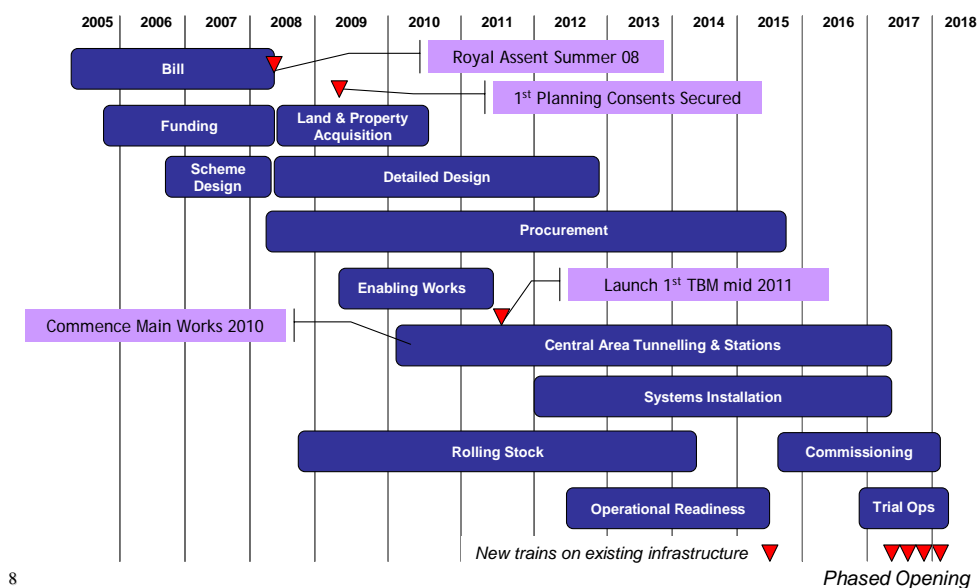 2005 2006 2007 2008 2009 2010 2011 2012 2013 2014 2015 2016 2017 2018
Bill
Royal Assent Summer 08
1st Planning Consents Secured
Funding
Land & Property
Acquisition
Scheme
Design
Detailed Design
Procurement
Enabling Works
Launch 1st TBM mid 2011
Commence Main Works 2010
Central Area Tunnelling & Stations
Systems Installation
Rolling Stock
Commissioning
Operational Readiness
Trial Ops
New trains on existing infrastructure
8
Phased Opening